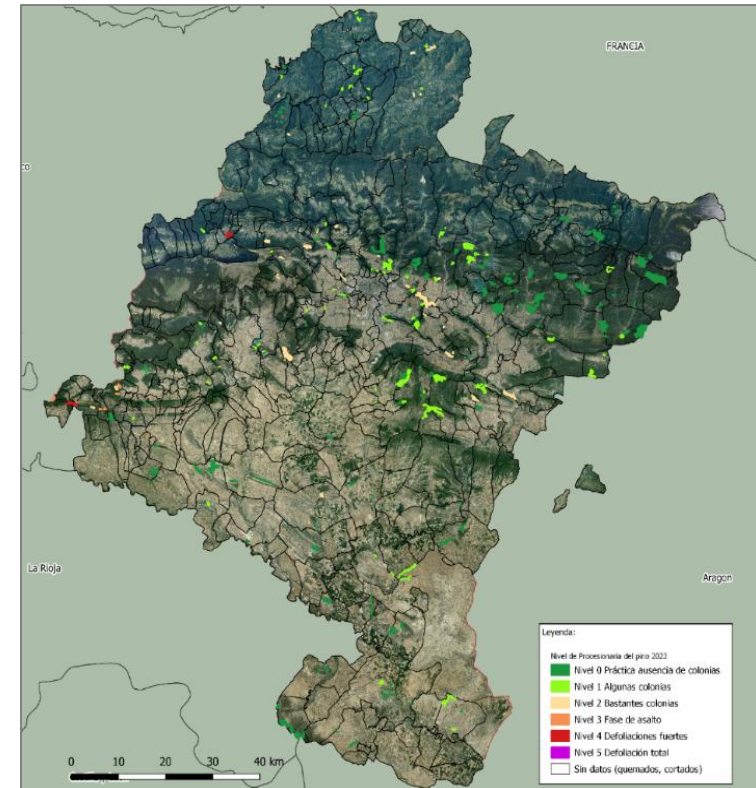 FRANCIA
co
La Rioja
Aragon
Leyenda:
Nivel de Procesionaria del pino 2023
Nivel 0 Práctica ausencia de colonias
Nivel 1 Algunas colonias
Nivel 2 Bastantes colonias
Nivel 3 Fase de asalto
Nivel 4 Defoliaciones fuertes
Nivel 5 Defoliación total
Sin datos (quemados, cortados)
0 10 20 30 40 km